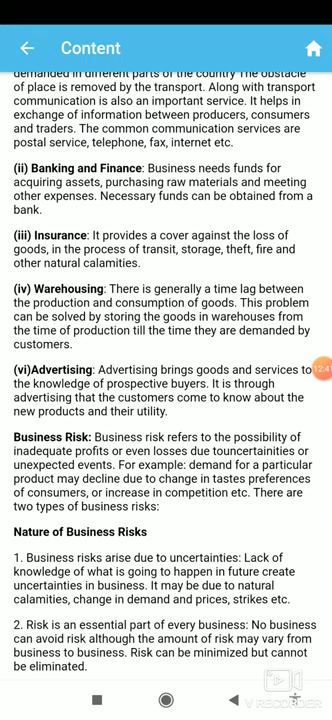 Content
demanded in different parts of the country The obstacle
of place is removed by the transport. Along with transport
communication is also an important service. It helps in
exchange of information between producers, consumers
and traders. The common communication services are
postal service, telephone, fax, internet etc.
(ii) Banking and Finance: Business needs funds for
acquiring assets, purchasing raw materials and meeting
other expenses. Necessary funds can be obtained from a
bank.
(iii) Insurance: It provides a cover against the loss of
goods, in the process of transit, storage, theft, fire and
other natural calamities.
(iv) Warehousing: There is generally a time lag between
the production and consumption of goods. This problem
can be solved by storing the goods in warehouses from
the time of production till the time they are demanded by
customers.
(vi)Advertising: Advertising brings goods and services to
the knowledge of prospective buyers. It is through
advertising that the customers come to know about the
new products and their utility.
12:41
Business Risk: Business risk refers to the possibility of
inadequate profits or even losses due touncertainities or
unexpected events. For example: demand for a particular
product may decline due to change in tastes preferences
of consumers, or increase in competition etc. There are
two types of business risks:
Nature of Business Risks
1. Business risks arise due to uncertainties: Lack of
knowledge of what is going to happen in future create
uncertainties in business. It may be due to natural
calamities, change in demand and prices, strikes etc.
2. Risk is an essential part of every business: No business
can avoid risk although the amount of risk may vary from
business to business. Risk can be minimized but cannot
be eliminated.
V RECORDER